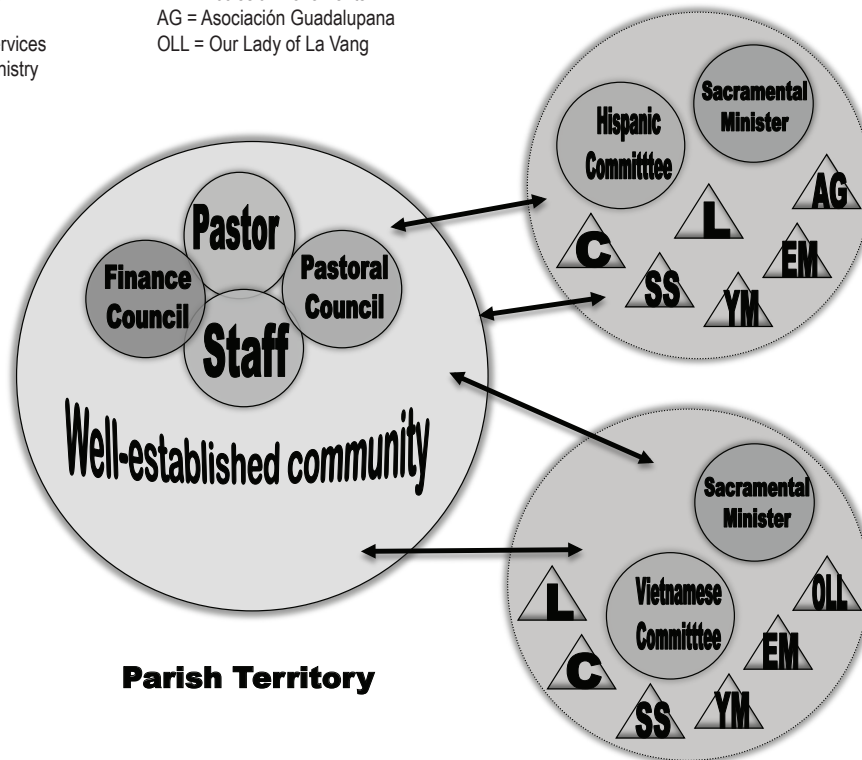 AG = Asociación Guadalupana
ervices
OLL = Our Lady of La Vang
nistry
Sacramental
Minister
Hispanic
Committtee
AG
L
C
EM
SS
YM
Pastor
Finance
Council
Pastoral
Council
Staff
Well-established community
Sacramental
Minister
Vietnamese
Committtee
OLL
L
EM
C
YM
SS
Parish Territory